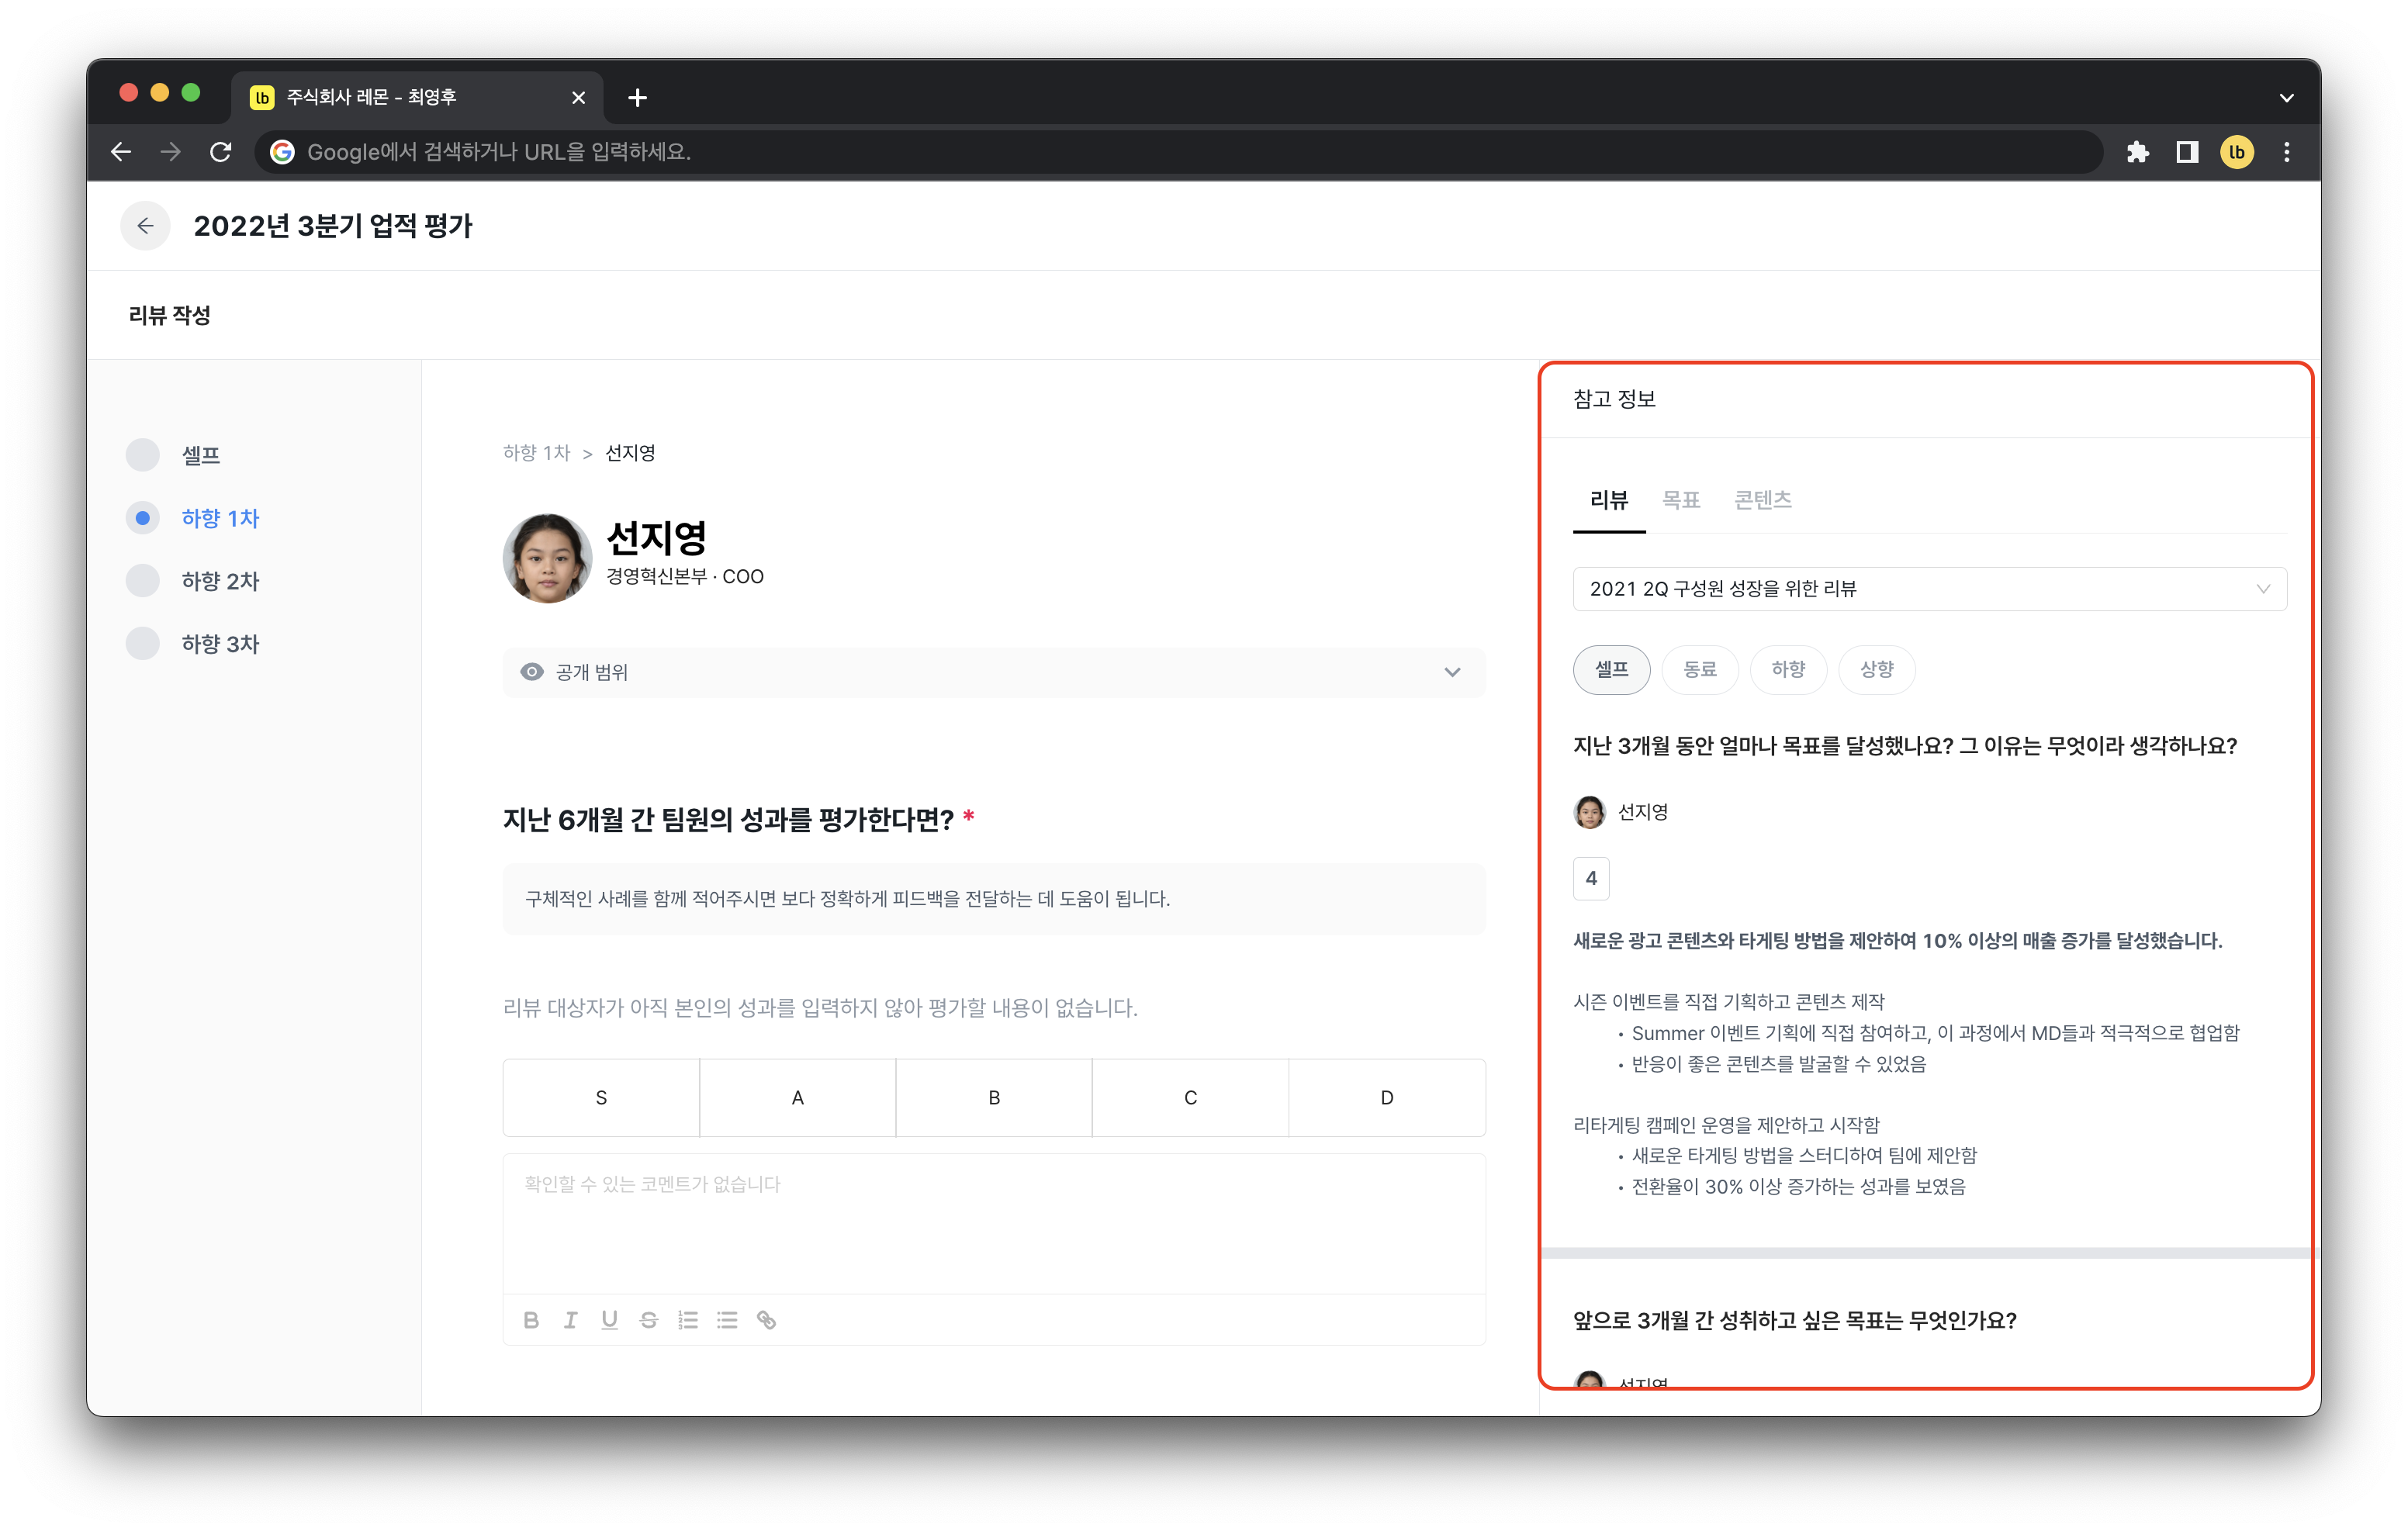 lb 주식회사 레몬 - 최영후
Google에서 검색하거나 URL을 입력하세요.
lb
2022년 3분기 업적 평가
리뷰 작성
셀프
하향 1차
하향 2차
하향 3차
하향 1차 > 선지영
선지영
경영혁신본부 · COO
공개 범위
지난 6개월 간 팀원의 성과를 평가한다면? *
구체적인 사례를 함께 적어주시면 보다 정확하게 피드백을 전달하는 데 도움이 됩니다.
리뷰 대상자가 아직 본인의 성과를 입력하지 않아 평가할 내용이 없습니다.
S A B C D
확인할 수 있는 코멘트가 없습니다
B I U S
참고 정보
리뷰 목표 콘텐츠
2021 2Q 구성원 성장을 위한 리뷰
셀프 동료 하향 상향
지난 3개월 동안 얼마나 목표를 달성했나요? 그 이유는 무엇이라 생각하나요?
선지영
4
새로운 광고 콘텐츠와 타게팅 방법을 제안하여 10% 이상의 매출 증가를 달성했습니다.
시즌 이벤트를 직접 기획하고 콘텐츠 제작
• Summer 이벤트 기획에 직접 참여하고, 이 과정에서 MD들과 적극적으로 협업함
• 반응이 좋은 콘텐츠를 발굴할 수 있었음
리타게팅 캠페인 운영을 제안하고 시작함
• 새로운 타게팅 방법을 스터디하여 팀에 제안함
• 전환율이 30% 이상 증가하는 성과를 보였음
앞으로 3개월 간 성취하고 싶은 목표는 무엇인가요?
선지영